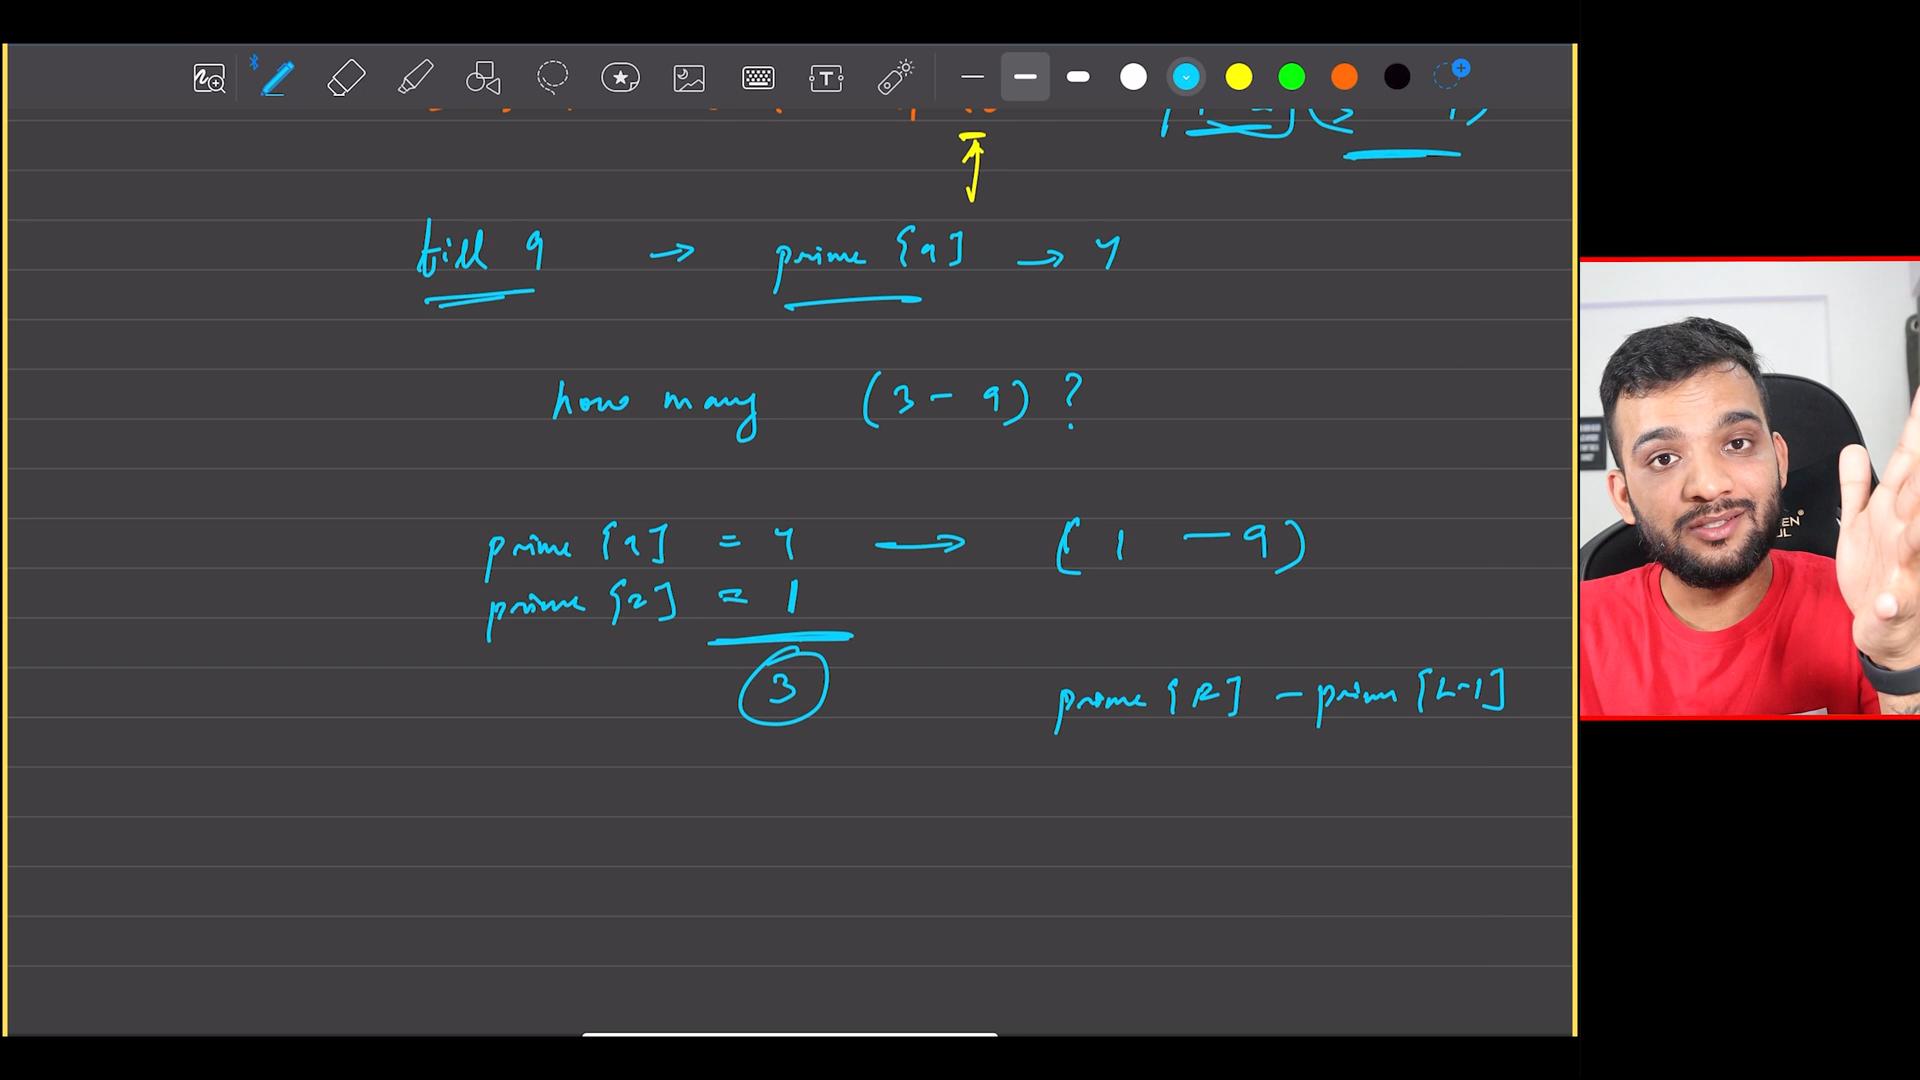 till 9 → prime [9] → 4
how many (3 - 9) ?
prime [9] = 4 → (1 - 9)
prime [2] = 1
3
prime [R] - prime [L-1]